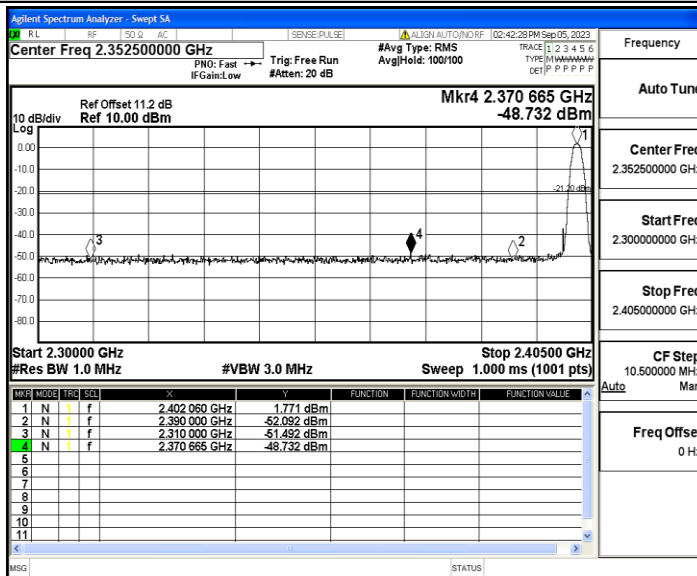 Agilent Spectrum Analyzer - Swept SA
LXI RL RF 50 Ω AC SENSE:PULSE ALIGN AUTO/NO RF 02:42:28 PM Sep 05, 2023
Center Freq 2.352500000 GHz
PNO: Fast
IFGain:Low
Trig: Free Run
#Atten: 20 dB
#Avg Type: RMS
Avg|Hold: 100/100
TRACE 1 2 3 4 5 6
TYPE M W W W W W
DET P P P P P P
Ref Offset 11.2 dB
10 dB/div Ref 10.00 dBm
Log
Mkr4 2.370 665 GHz
-48.732 dBm
0.00
-10.0
-20.0
-30.0
-40.0
-50.0
-60.0
-70.0
-80.0
1
-21.20 dBm
3
4
2
Start 2.30000 GHz Stop 2.40500 GHz
#Res BW 1.0 MHz #VBW 3.0 MHz Sweep 1.000 ms (1001 pts)
MKR MODE TRC SCL X Y FUNCTION FUNCTION WIDTH FUNCTION VALUE
1 N 1 f 2.402 060 GHz 1.771 dBm
2 N 1 f 2.390 000 GHz -52.092 dBm
3 N 1 f 2.310 000 GHz -51.492 dBm
4 N 1 f 2.370 665 GHz -48.732 dBm
5
6
7
8
9
10
11
MSG STATUS
Frequency
Auto Tune
Center Freq
2.352500000 GHz
Start Freq
2.300000000 GHz
Stop Freq
2.405000000 GHz
CF Step
10.500000 MHz
Auto Man
Freq Offset
0 Hz